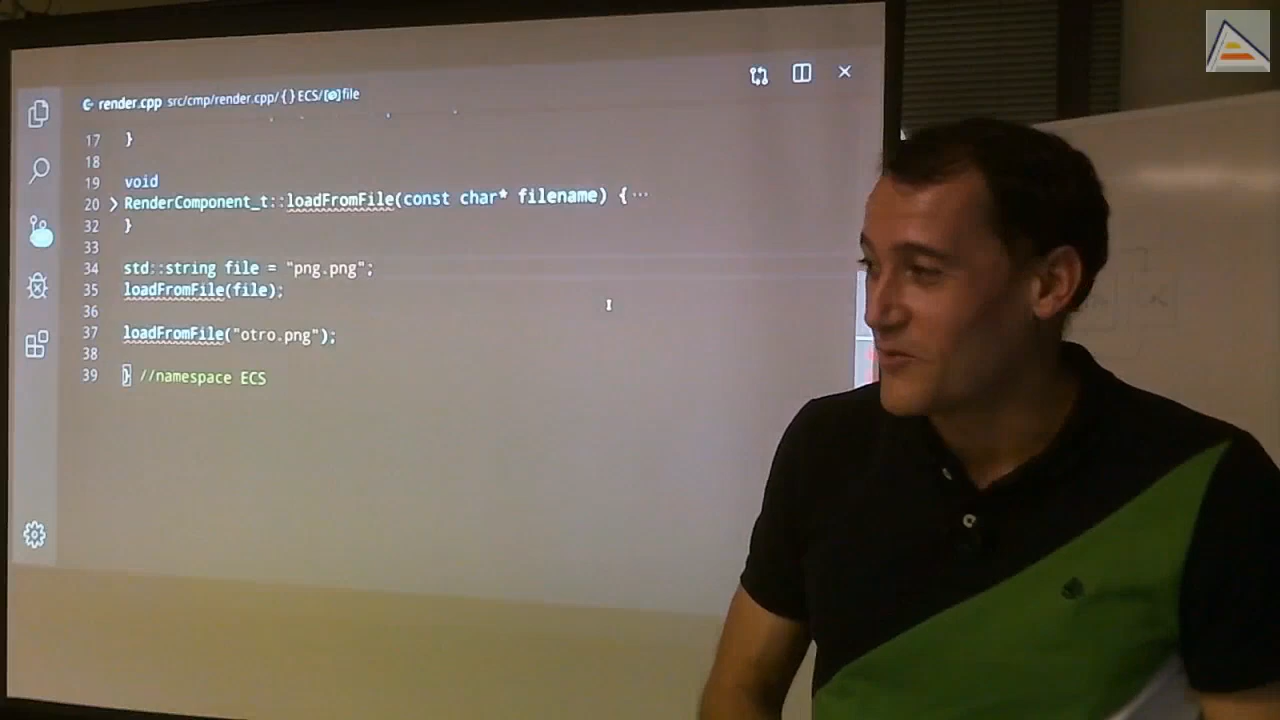 render.cpp src/cmp/render.cpp/{}ECS/[@]file
17 }
18
19 void
20 RenderComponent_t::loadFromFile(const char* filename) {···
32 }
33
34 std::string file = "png.png";
35 loadFromFile(file);
36
37 loadFromFile("otro.png");
38
39 } //namespace ECS